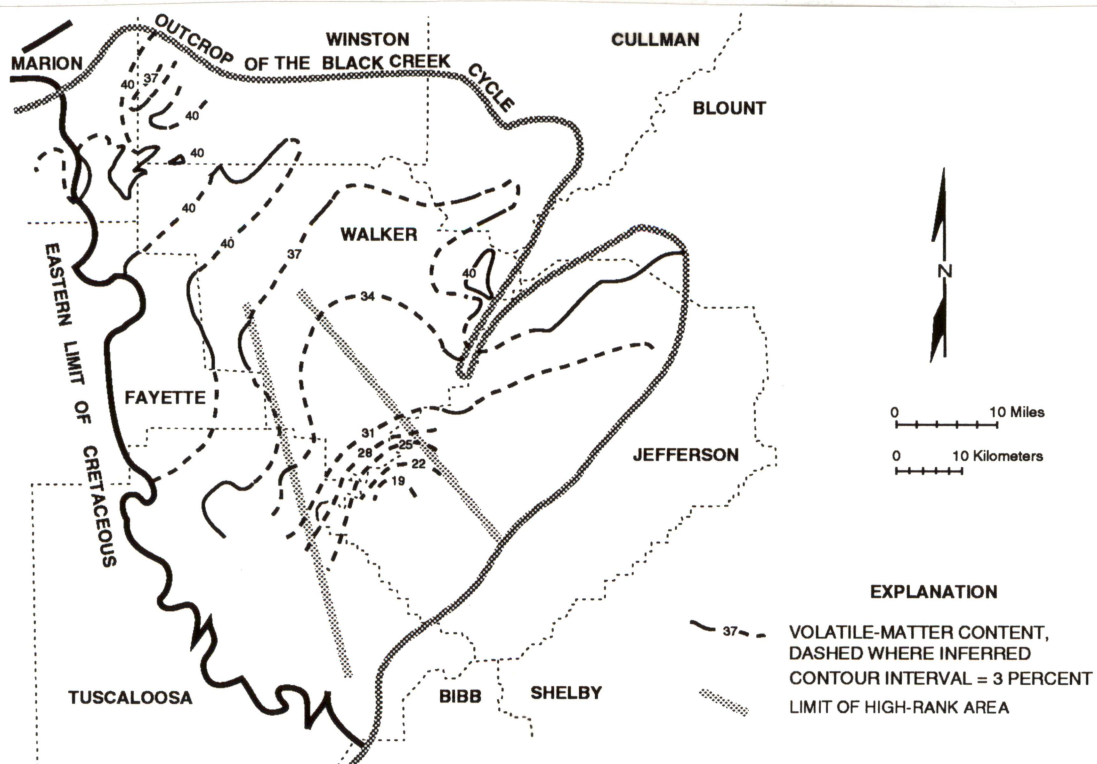 OUTCROP OF THE BLACK CREEK CYCLE
WINSTON
CULLMAN
MARION
BLOUNT
40
37
40
40
40
40
40
37
WALKER
40
34
N
EASTERN LIMIT OF CRETACEOUS
FAYETTE
31
28
25
22
19
JEFFERSON
0 10 Miles
0 10 Kilometers
TUSCALOOSA
BIBB
SHELBY
EXPLANATION
37
VOLATILE-MATTER CONTENT,
DASHED WHERE INFERRED
CONTOUR INTERVAL = 3 PERCENT
LIMIT OF HIGH-RANK AREA